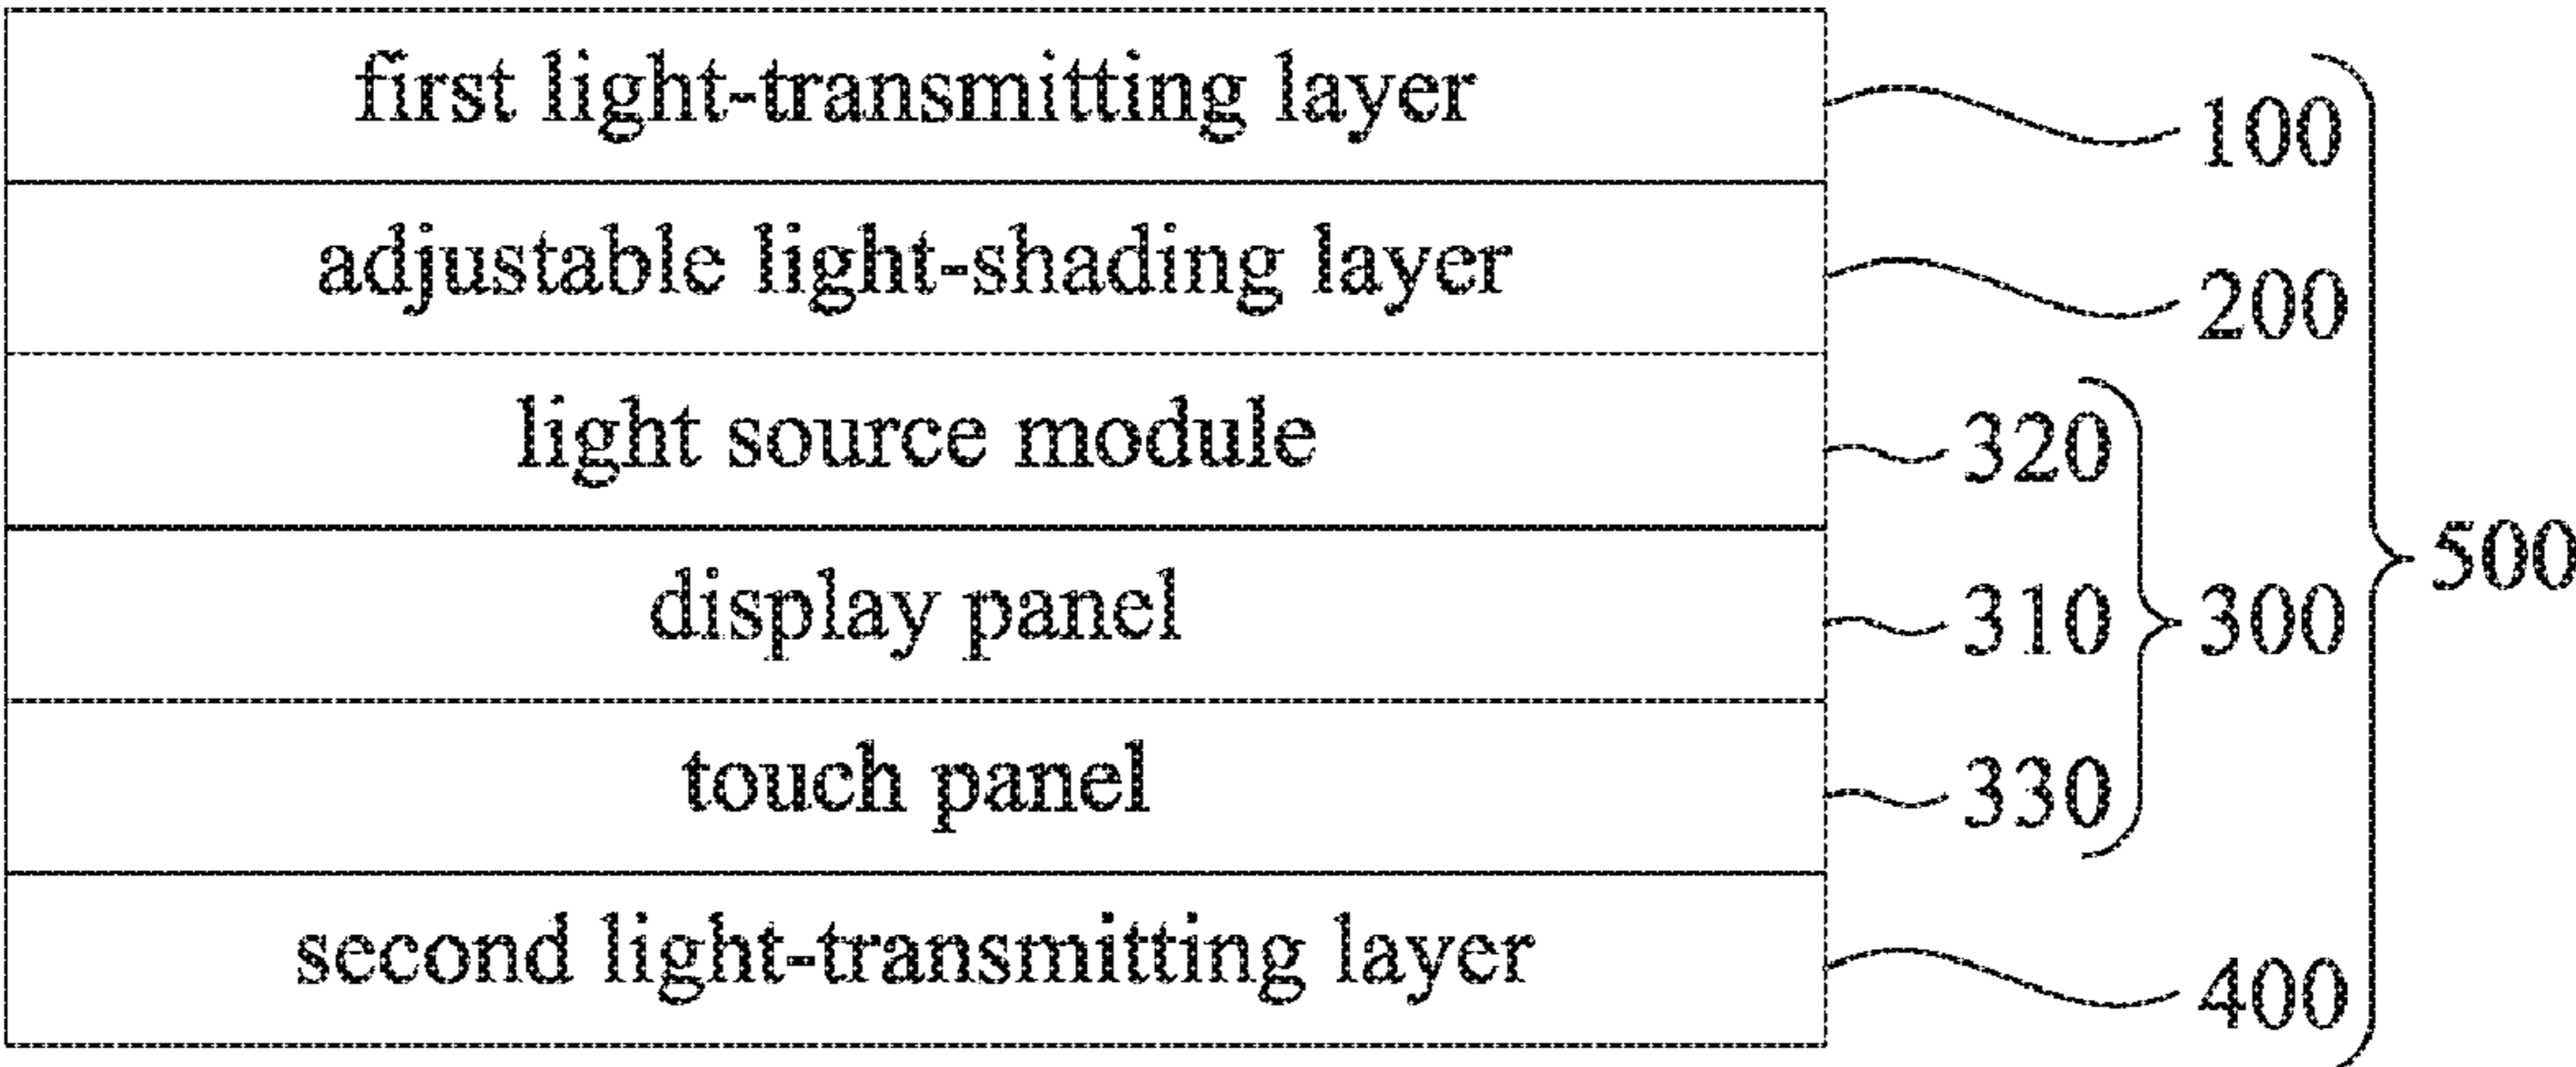 first light-transmitting layer 100
adjustable light-shading layer 200
light source module 320
500
display panel 310 300
touch panel 330
second light-transmitting layer 400